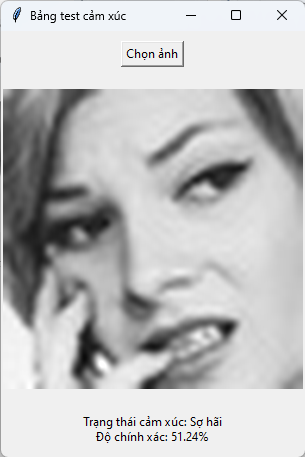 Bảng test cảm xúc
Chọn ảnh
Trạng thái cảm xúc: Sợ hãi
Độ chính xác: 51.24%